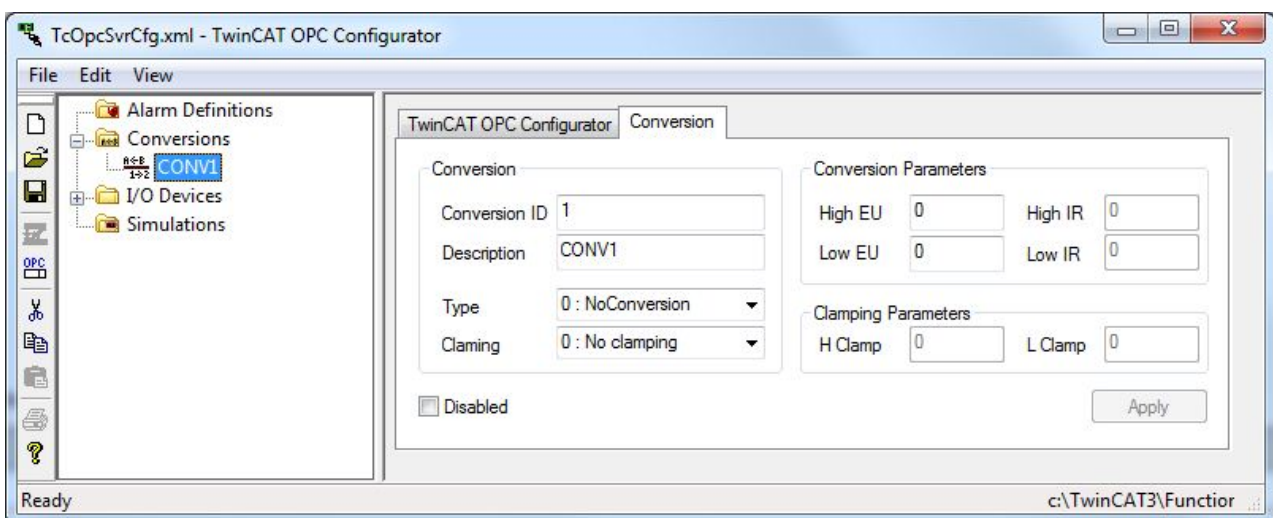 TcOpcSvrCfg.xml - TwinCAT OPC Configurator
File Edit View
Alarm Definitions
Conversions
CONV1
I/O Devices
Simulations
OPC
TwinCAT OPC Configurator Conversion
Conversion
Conversion ID 1
Description CONV1
Type 0 : NoConversion
Claming 0 : No clamping
Disabled
Conversion Parameters
High EU 0 High IR 0
Low EU 0 Low IR 0
Clamping Parameters
H Clamp 0 L Clamp 0
Apply
Ready c:\TwinCAT3\Functior